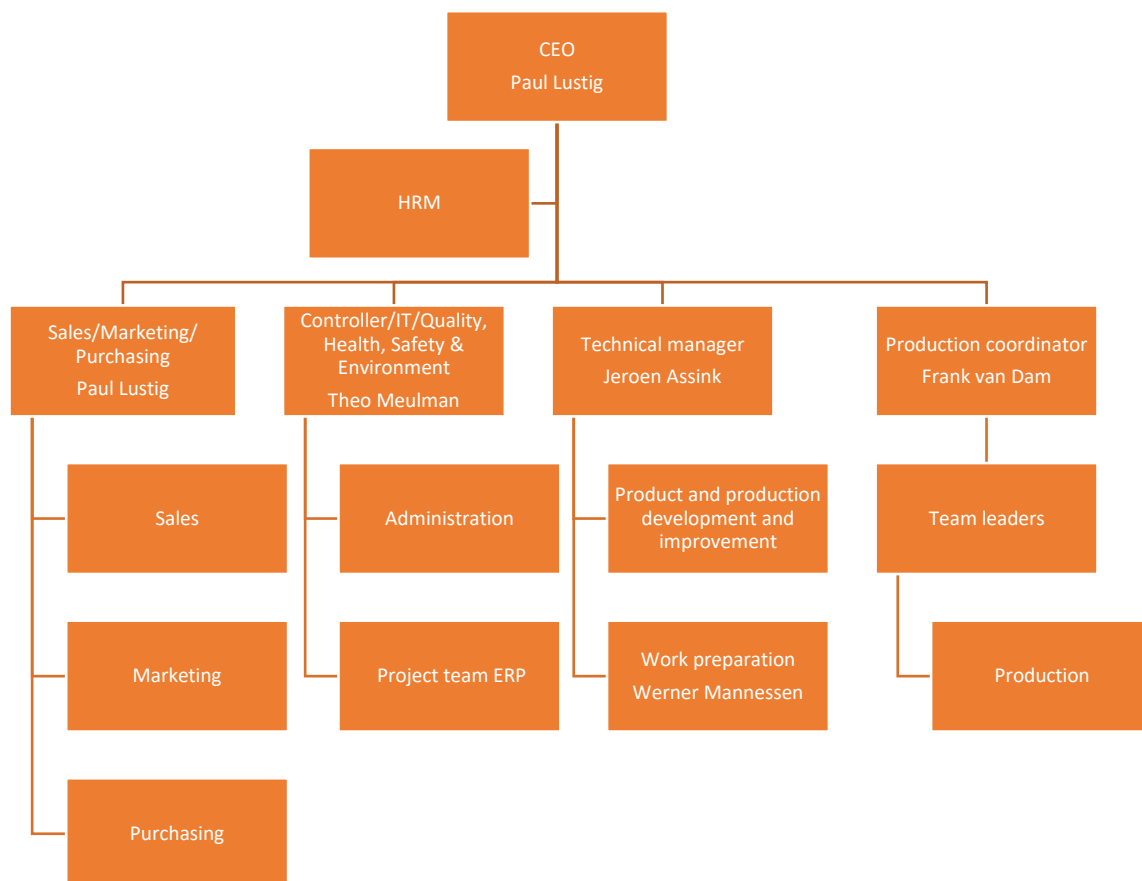 CEO
Paul Lustig
HRM
Sales/Marketing/
Purchasing
Paul Lustig
Controller/IT/Quality,
Health, Safety &
Environment
Theo Meulman
Technical manager
Jeroen Assink
Production coordinator
Frank van Dam
Sales
Administration
Product and production
development and
improvement
Team leaders
Marketing
Project team ERP
Work preparation
Werner Mannessen
Production
Purchasing